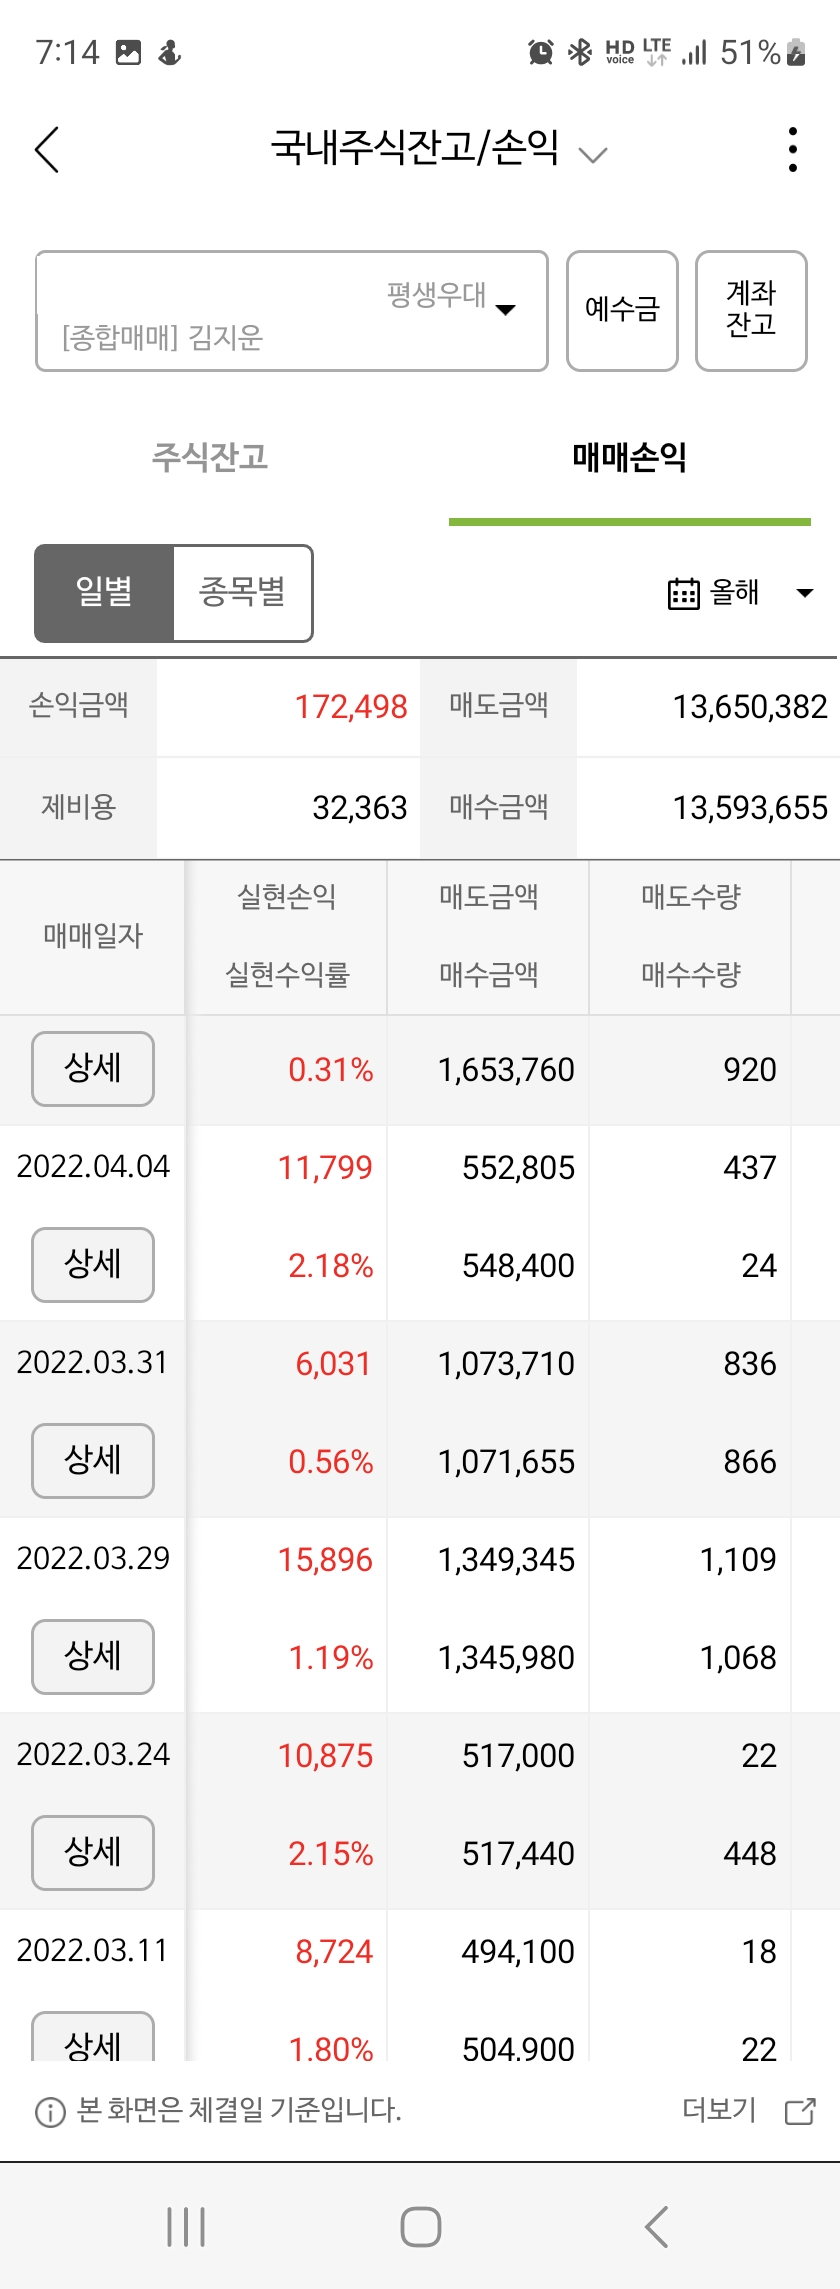 7:14 HD voice LTE 51%
국내주식잔고/손익
평생우대
[종합매매] 김지운
예수금
계좌
잔고
주식잔고 매매손익
일별 종목별 올해
손익금액 172,498 매도금액 13,650,382
제비용 32,363 매수금액 13,593,655
매매일자
실현손익 매도금액 매도수량
실현수익률 매수금액 매수수량
상세 0.31% 1,653,760 920
2022.04.04 11,799 552,805 437
상세 2.18% 548,400 24
2022.03.31 6,031 1,073,710 836
상세 0.56% 1,071,655 866
2022.03.29 15,896 1,349,345 1,109
상세 1.19% 1,345,980 1,068
2022.03.24 10,875 517,000 22
상세 2.15% 517,440 448
2022.03.11 8,724 494,100 18
상세 1.80% 504,900 22
본 화면은 체결일 기준입니다. 더보기